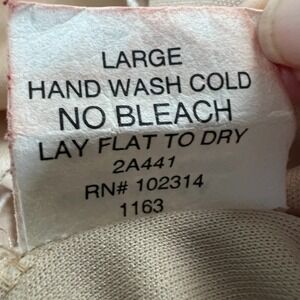 LARGE
HAND WASH COLD
NO BLEACH
LAY FLAT TO DRY
2A441
RN# 102314
1163